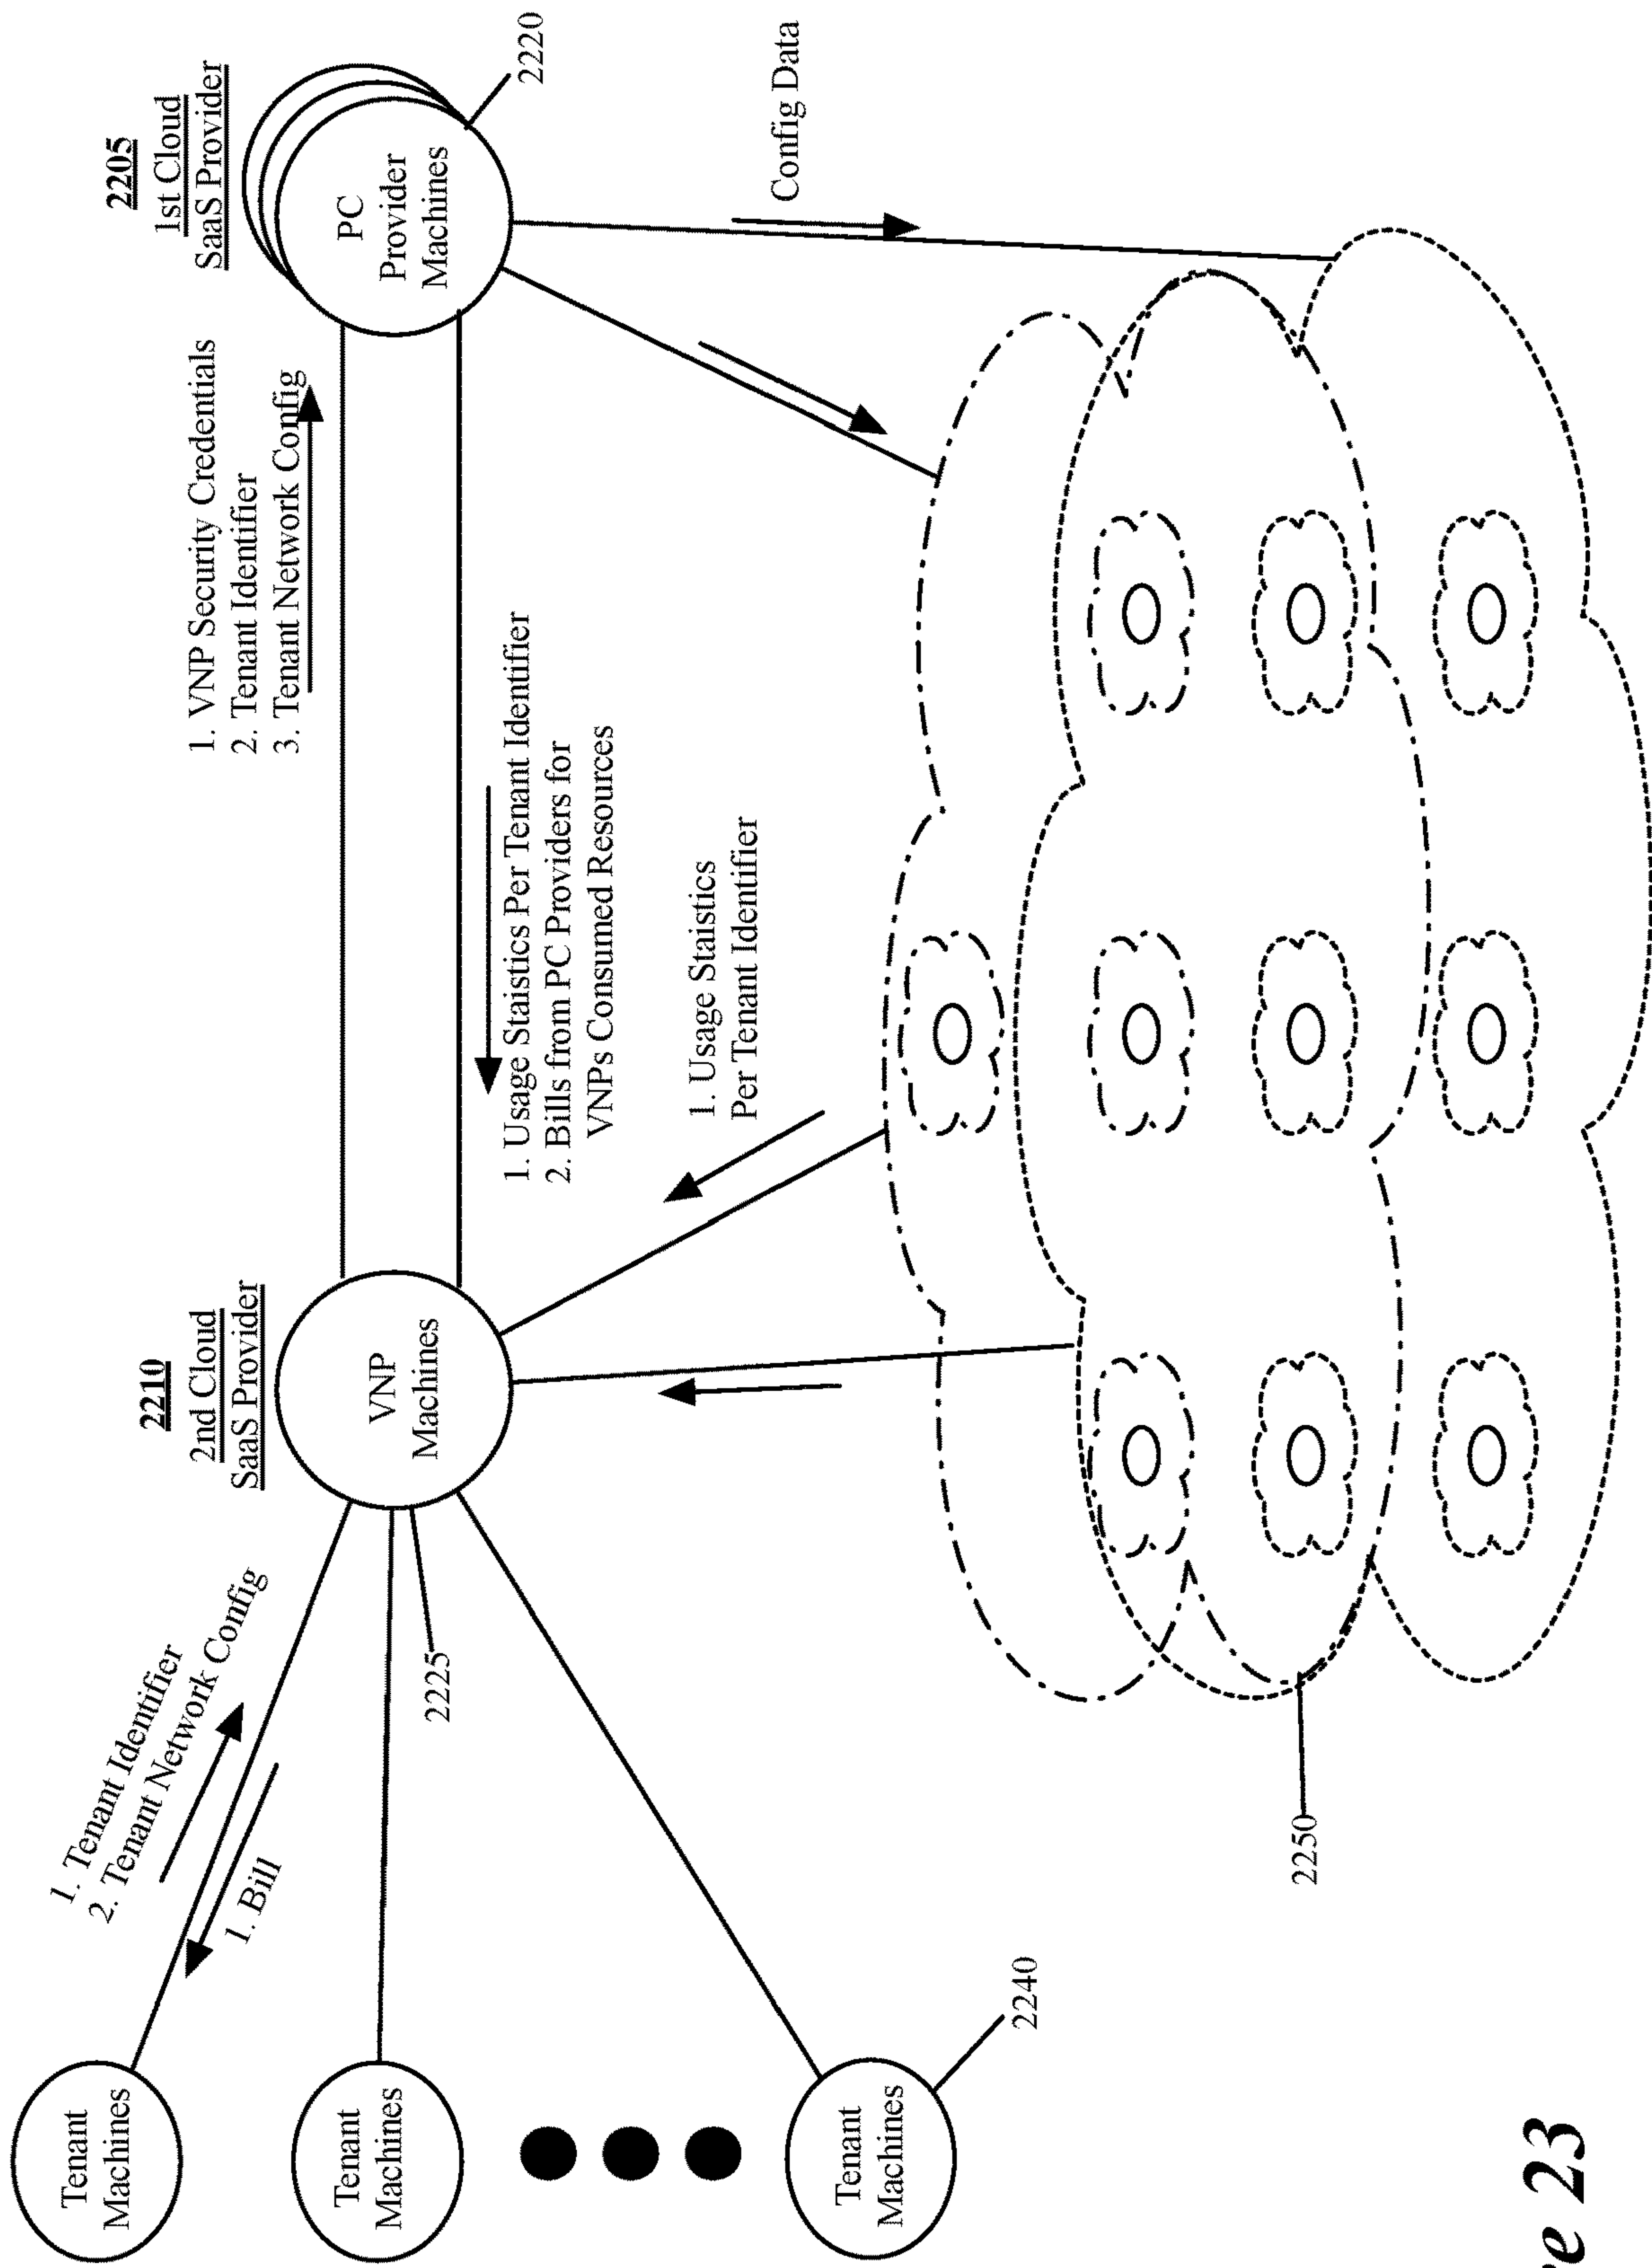 2205
1st Cloud
SaaS Provider
PC
Provider
Machines
2220
Config Data
1. VNP Security Credentials
2. Tenant Identifier
3. Tenant Network Config
1. Usage Staistics Per Tenant Identifier
2. Bills from PC Providers for
VNPs Consumed Resources
1. Usage Staistics
Per Tenant Identifier
2210
2nd Cloud
SaaS Provider
VNP
Machines
2225
1. Tenant Identifier
2. Tenant Network Config
1. Bill
Tenant
Machines
Tenant
Machines
Tenant
Machines
2240
2250
23